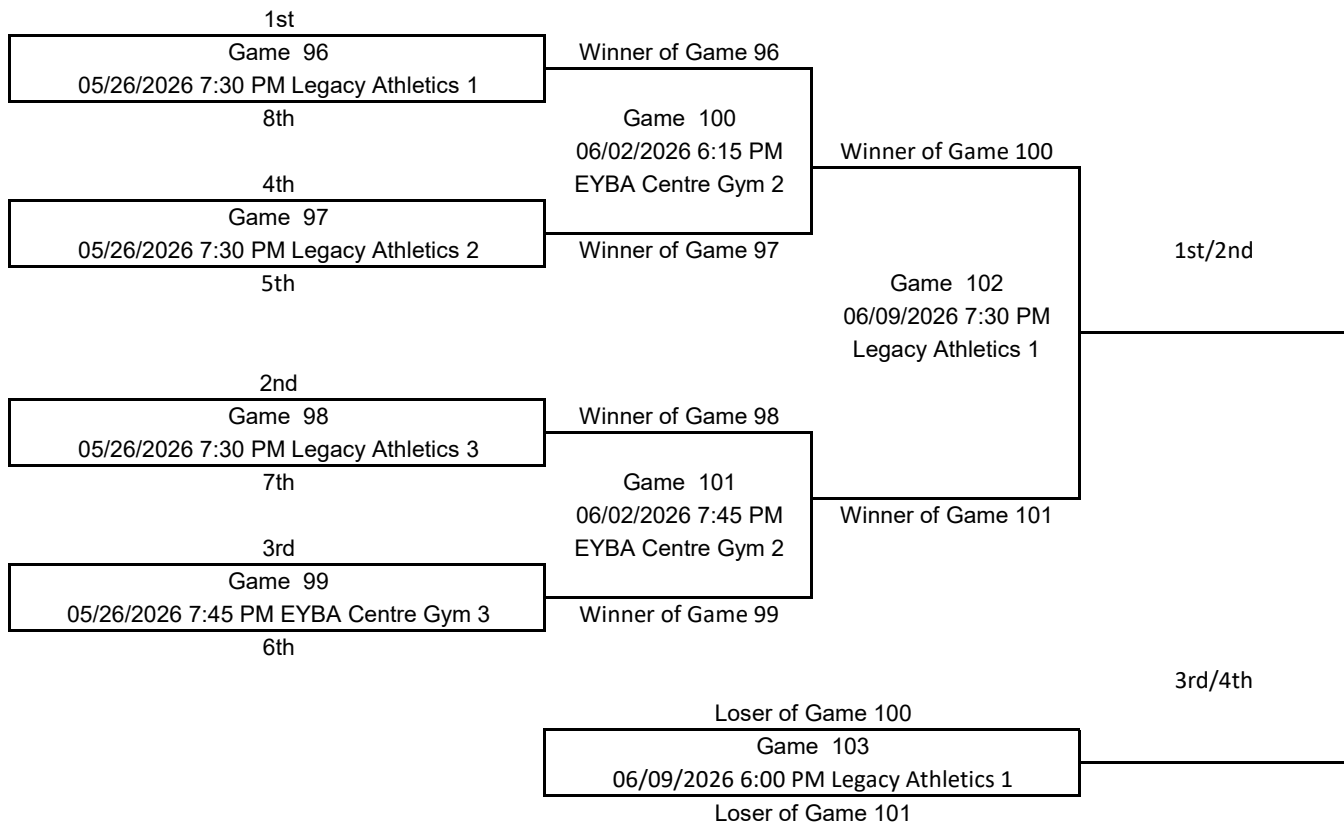 1st
Game 96
05/26/2026 7:30 PM Legacy Athletics 1
8th
Winner of Game 96
Game 100
06/02/2026 6:15 PM
EYBA Centre Gym 2
Winner of Game 97
4th
Game 97
05/26/2026 7:30 PM Legacy Athletics 2
5th
Winner of Game 100
Game 102
06/09/2026 7:30 PM
Legacy Athletics 1
Winner of Game 101
1st/2nd
2nd
Game 98
05/26/2026 7:30 PM Legacy Athletics 3
7th
Winner of Game 98
Game 101
06/02/2026 7:45 PM
EYBA Centre Gym 2
Winner of Game 99
3rd
Game 99
05/26/2026 7:45 PM EYBA Centre Gym 3
6th
3rd/4th
Loser of Game 100
Game 103
06/09/2026 6:00 PM Legacy Athletics 1
Loser of Game 101